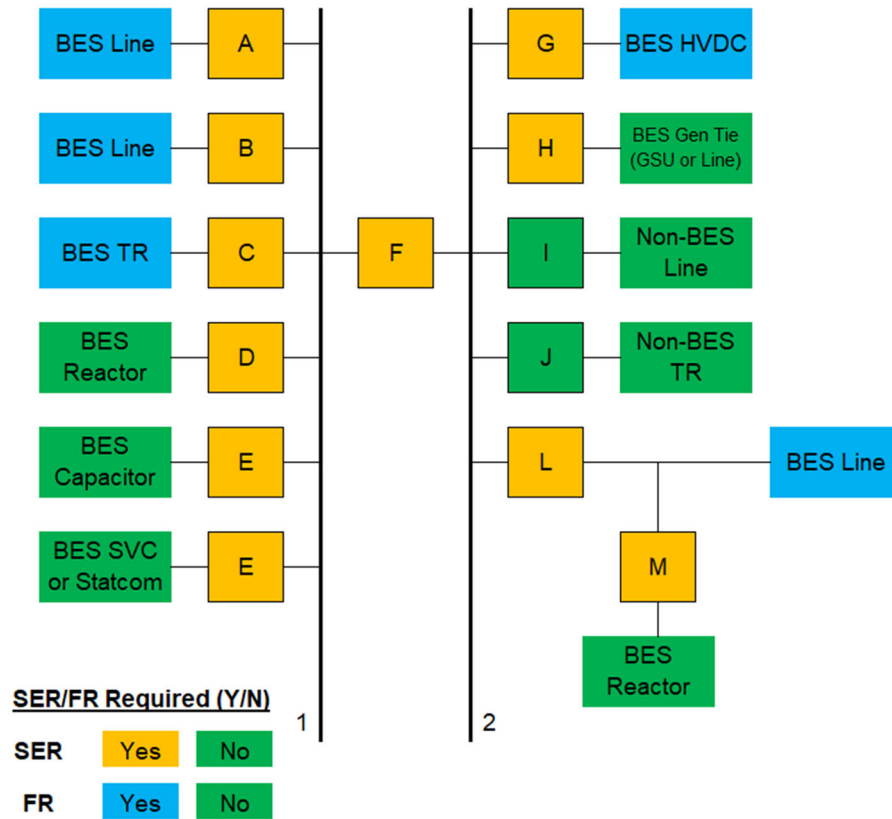 BES Line
A
G
BES HVDC
BES Line
B
H
BES Gen Tie
(GSU or Line)
BES TR
C
F
I
Non-BES
Line
BES
Reactor
D
J
Non-BES
TR
BES
Capacitor
E
L
BES Line
BES SVC
or Statcom
E
M
BES
Reactor
SER/FR Required (Y/N)
1
2
SER
Yes
No
FR
Yes
No